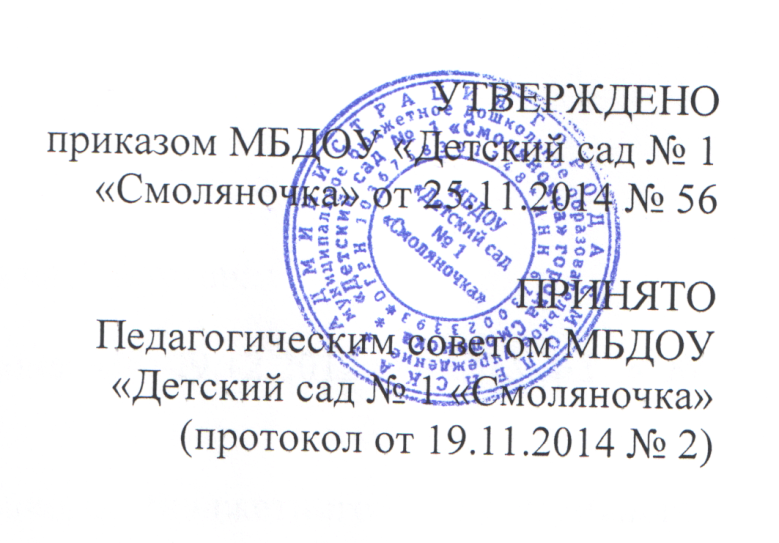 УТВЕРЖДЕНО
приказом МБДОУ «Детский сад № 1
«Смоляночка» от 25.11.2014 № 56
ПРИНЯТО
Педагогическим советом МБДОУ
«Детский сад № 1 «Смоляночка»
(протокол от 19.11.2014 № 2)
МБДОУ
«Детский сад
№ 1
«Смоляночка»